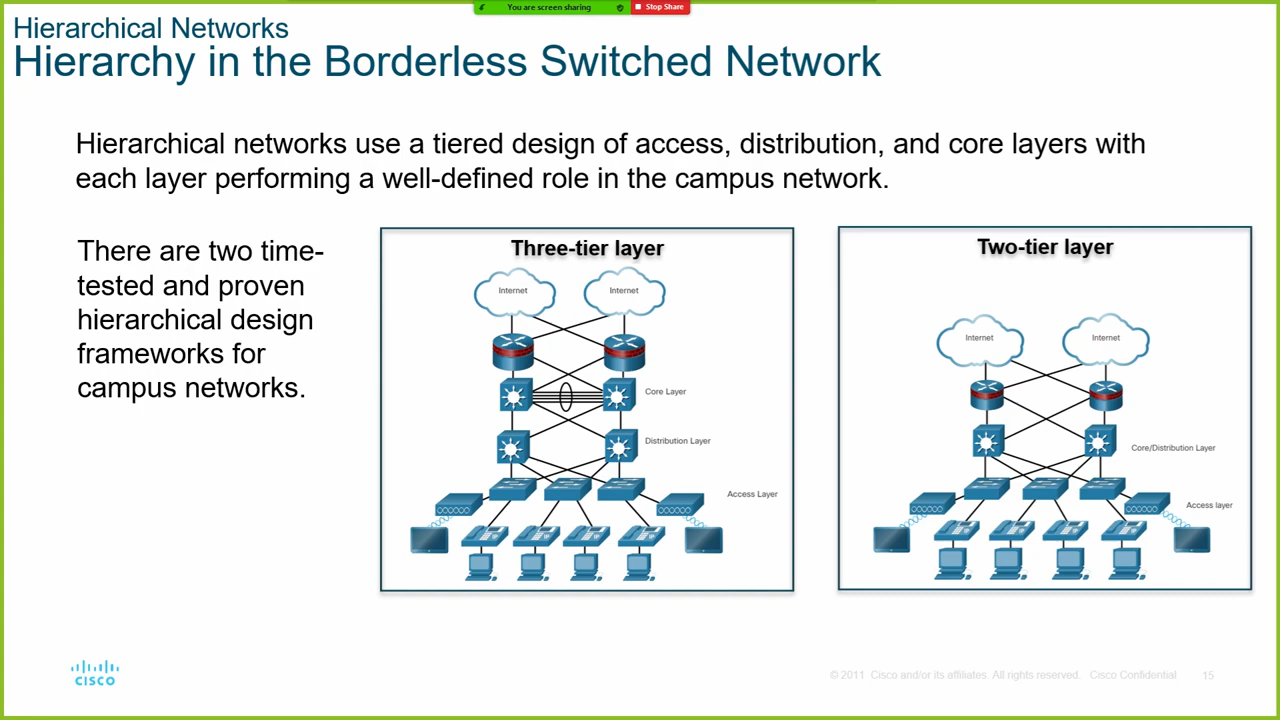 You are screen sharing
Stop Share
Hierarchical Networks
Hierarchy in the Borderless Switched Network
Hierarchical networks use a tiered design of access, distribution, and core layers with
each layer performing a well-defined role in the campus network.
There are two time-
tested and proven
hierarchical design
frameworks for
campus networks.
Three-tier layer
Internet
Internet
Core Layer
Distribution Layer
Access Layer
Two-tier layer
Internet
Internet
Core/Distribution Layer
Access layer
CISCO
© 2011 Cisco and/or its affiliates. All rights reserved. Cisco Confidential
15